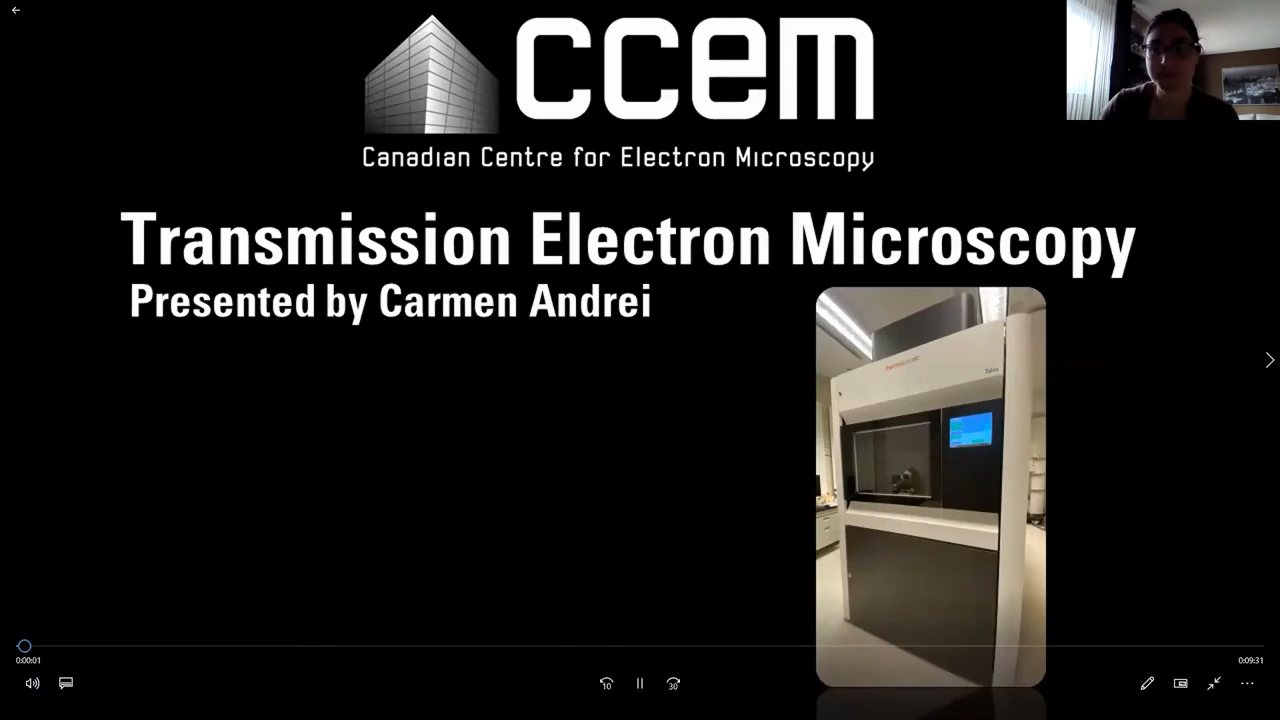 ccem
Canadian Centre for Electron Microscopy
Transmission Electron Microscopy
Presented by Carmen Andrei
Talos
0:00:01
0:09:31
10
30